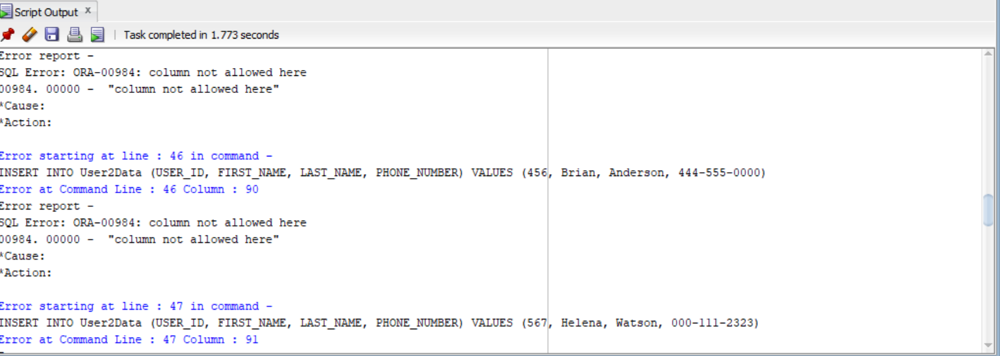 Script Output x
Task completed in 1.773 seconds
Error report -
SQL Error: ORA-00984: column not allowed here
00984. 00000 - "column not allowed here"
*Cause:
*Action:
Error starting at line : 46 in command -
INSERT INTO User2Data (USER_ID, FIRST_NAME, LAST_NAME, PHONE_NUMBER) VALUES (456, Brian, Anderson, 444-555-0000)
Error at Command Line : 46 Column : 90
Error report -
SQL Error: ORA-00984: column not allowed here
00984. 00000 - "column not allowed here"
*Cause:
*Action:
Error starting at line : 47 in command -
INSERT INTO User2Data (USER_ID, FIRST_NAME, LAST_NAME, PHONE_NUMBER) VALUES (567, Helena, Watson, 000-111-2323)
Error at Command Line : 47 Column : 91